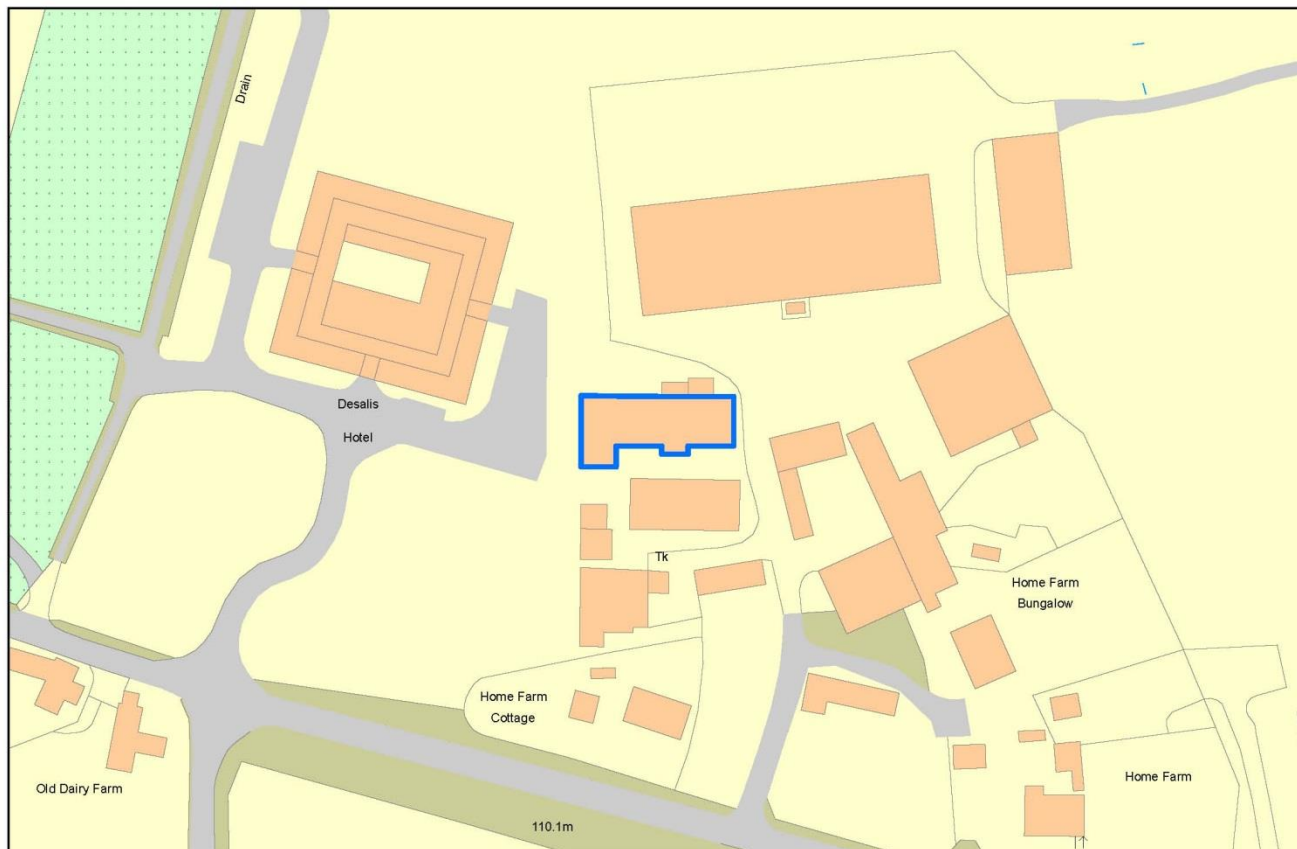 Drain
Desalis
Hotel
Tk
Home Farm
Bungalow
Home Farm
Cottage
Old Dairy Farm
Home Farm
110.1m